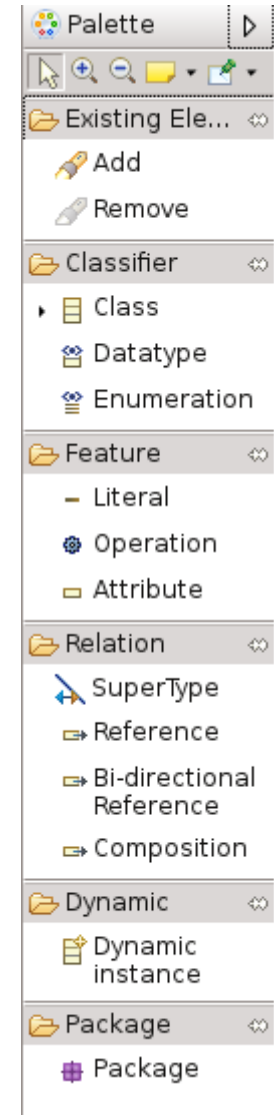 Palette
Existing Ele...
Add
Remove
Classifier
Class
Datatype
Enumeration
Feature
Literal
Operation
Attribute
Relation
SuperType
Reference
Bi-directional
Reference
Composition
Dynamic
Dynamic
instance
Package
Package